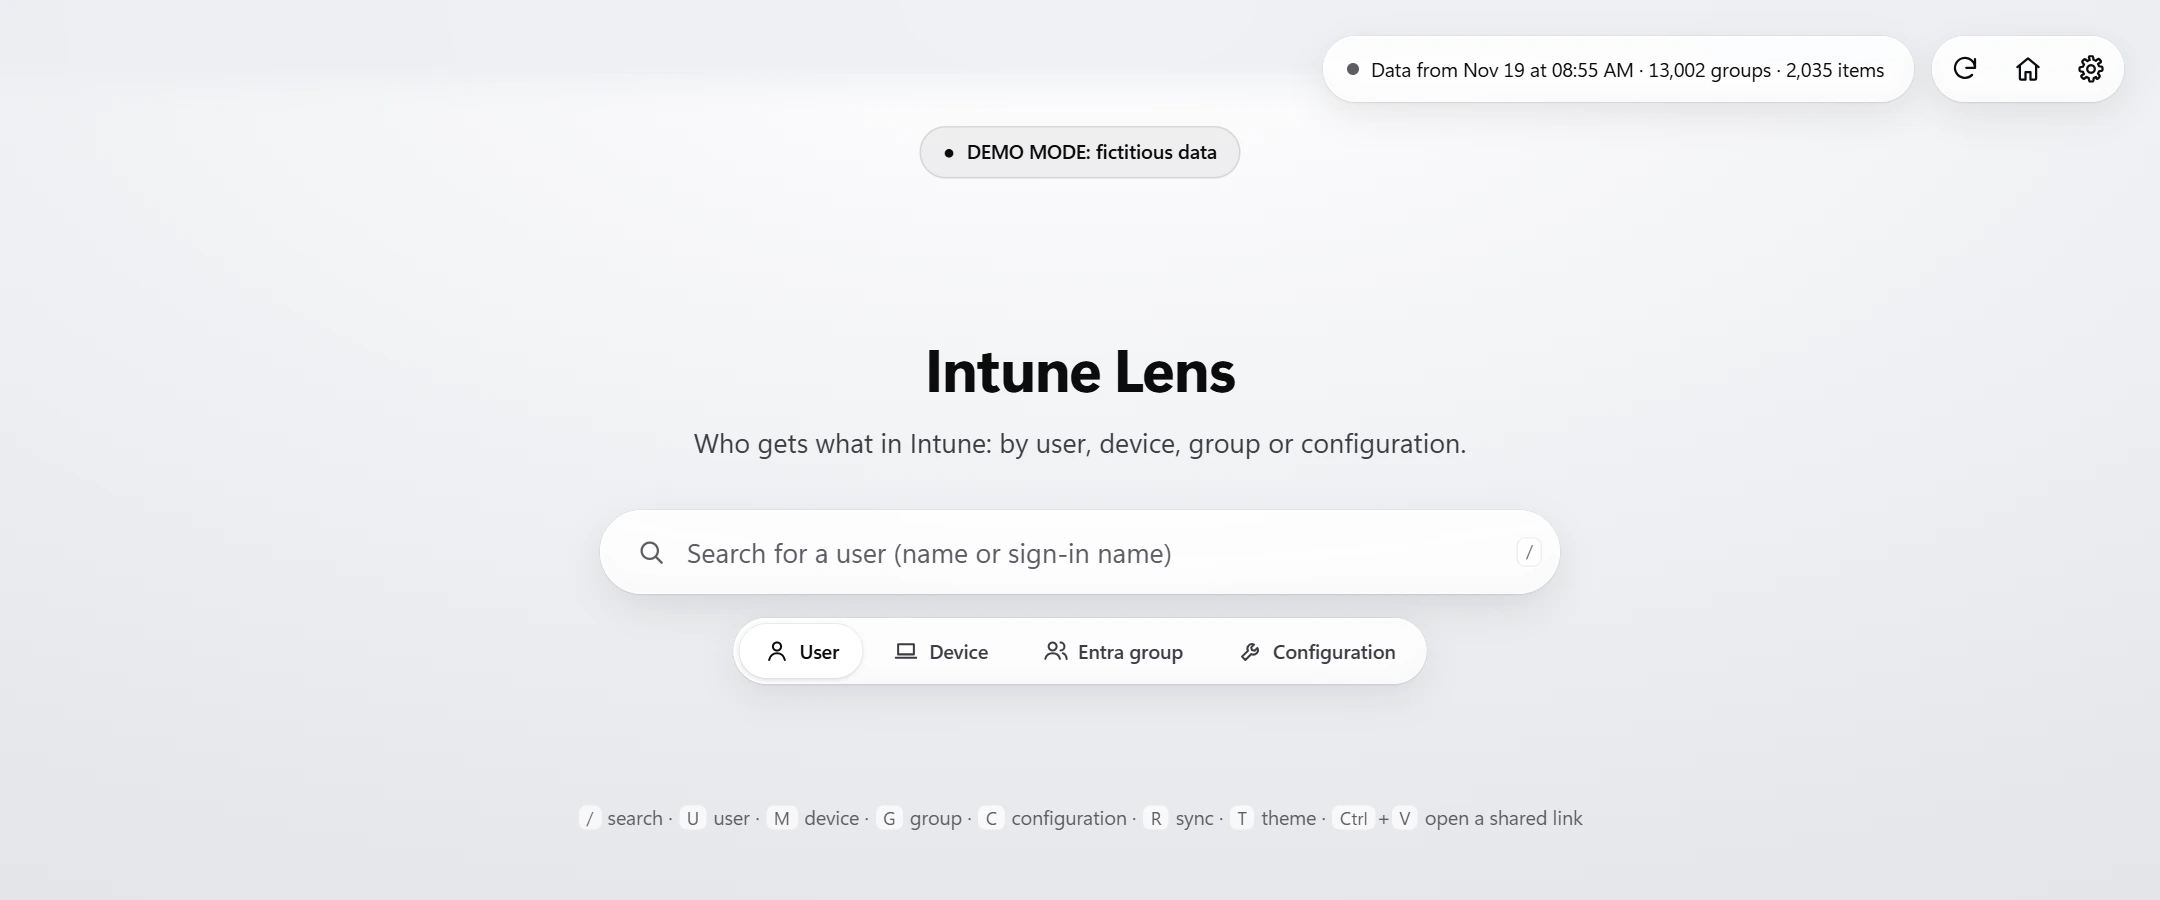 Data from Nov 19 at 08:55 AM · 13,002 groups · 2,035 items
DEMO MODE: fictitious data
Intune Lens
Who gets what in Intune: by user, device, group or configuration.
Search for a user (name or sign-in name) /
User Device Entra group Configuration
/ search · U user · M device · G group · C configuration · R sync · T theme · Ctrl + V open a shared link